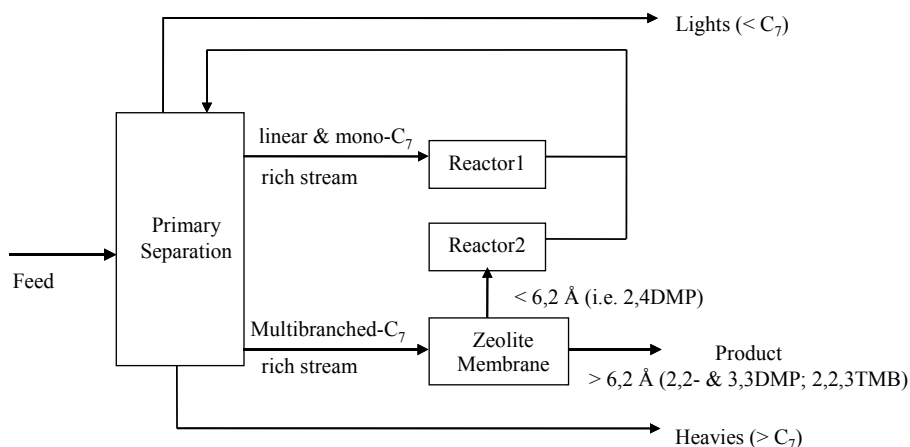 Lights (< C₇)
linear & mono-C₇
rich stream
Reactor1
Primary
Separation
Reactor2
Feed
< 6,2 Å (i.e. 2,4DMP)
Multibranched-C₇
rich stream
Zeolite
Membrane
Product
> 6,2 Å (2,2- & 3,3DMP; 2,2,3TMB)
Heavies (> C₇)